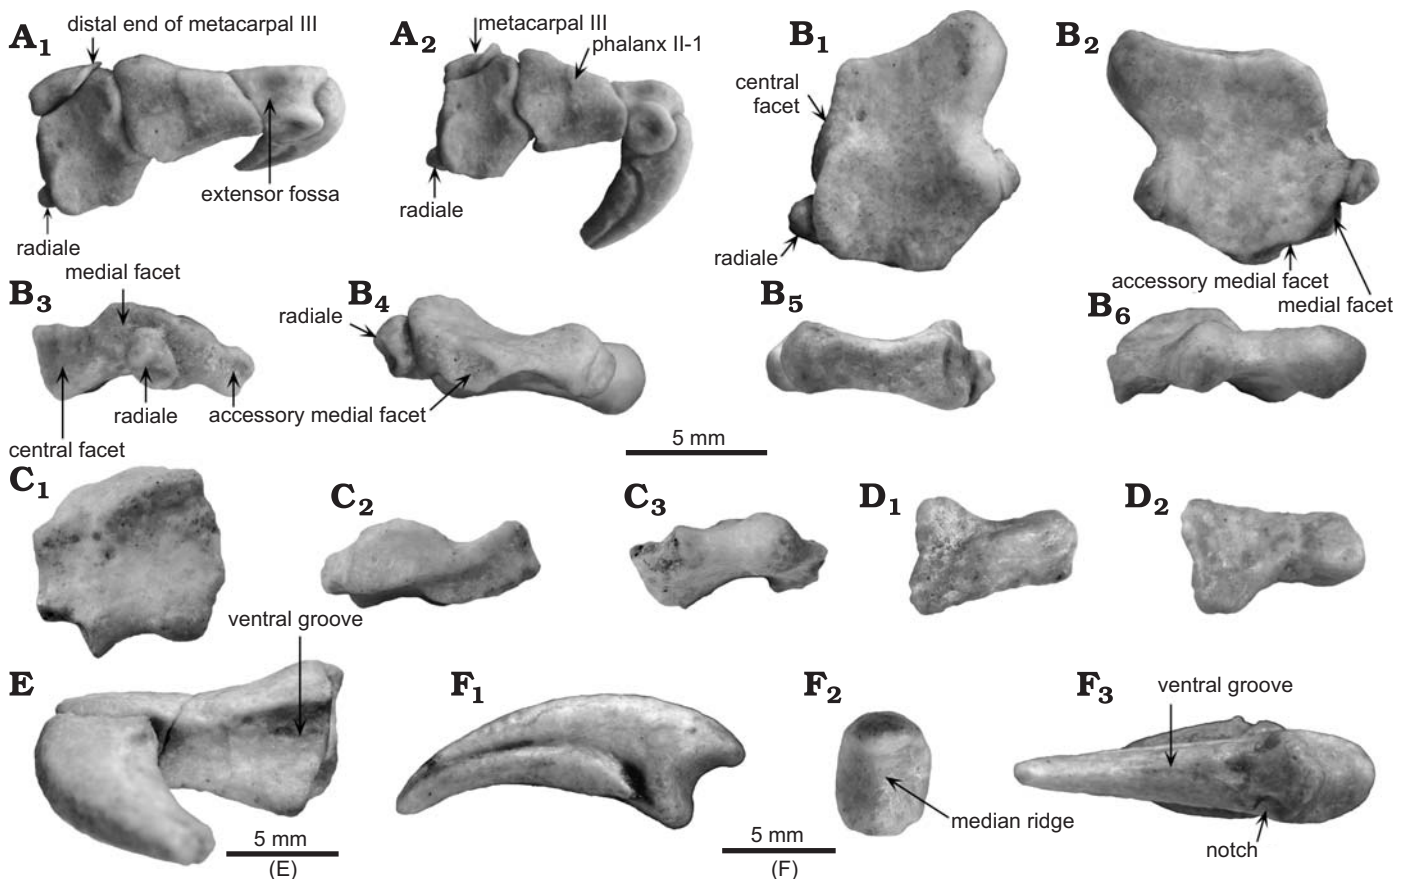 A1
distal end of metacarpal III
A2
metacarpal III
phalanx II-1
B1
B2
central
facet
extensor fossa
radiale
radiale
radiale
accessory medial facet
medial facet
B3
medial facet
B4
radiale
B5
B6
radiale
accessory medial facet
central facet
5 mm
C1
C2
C3
D1
D2
ventral groove
E
F1
F2
F3
ventral groove
median ridge
notch
5 mm
(E)
5 mm
(F)